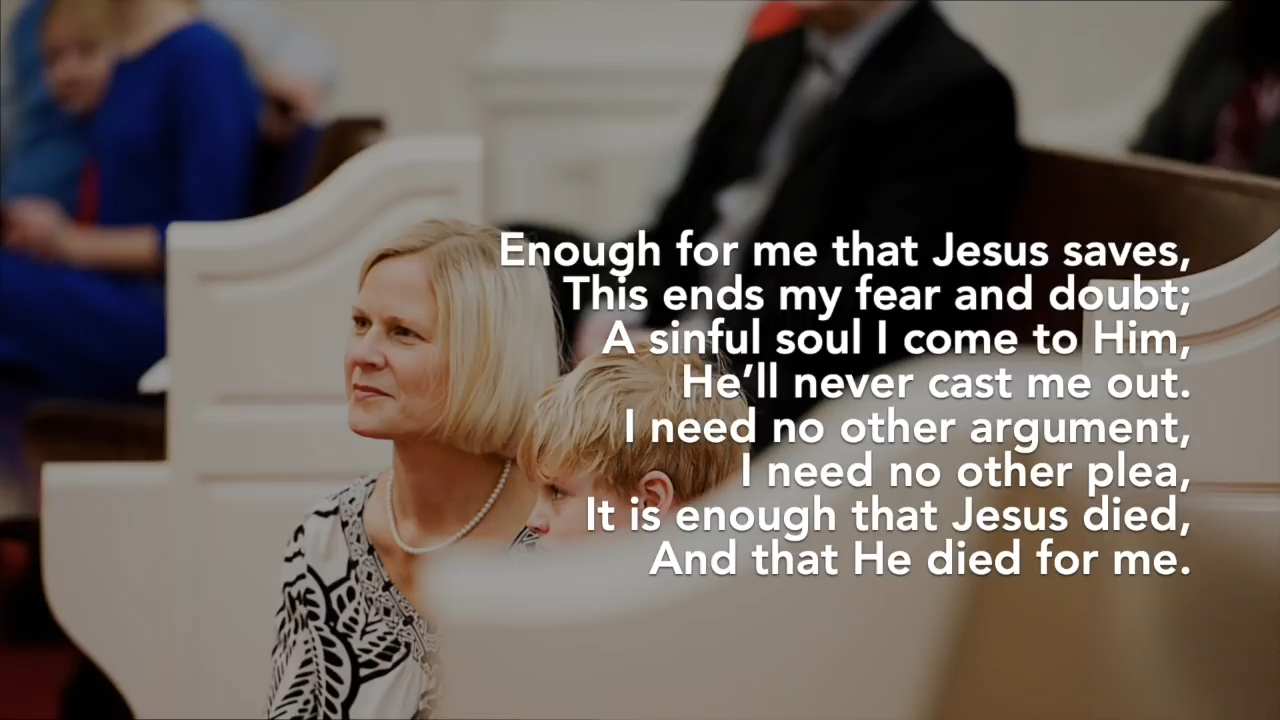 Enough for me that Jesus saves,
This ends my fear and doubt;
A sinful soul I come to Him,
He’ll never cast me out.
I need no other argument,
I need no other plea,
It is enough that Jesus died,
And that He died for me.